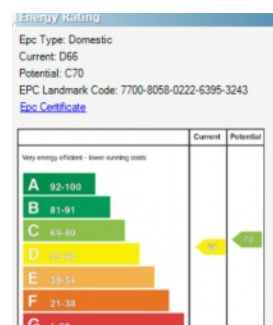 Energy Rating
Epc Type: Domestic
Current: D66
Potential: C70
EPC Landmark Code: 7700-8058-0222-6395-3243
Epc Certificate
Current Potential
Very energy efficient - lower running costs
A 92-100
B 81-91
C 69-80
D
E 39-54
F 21-38
G
70